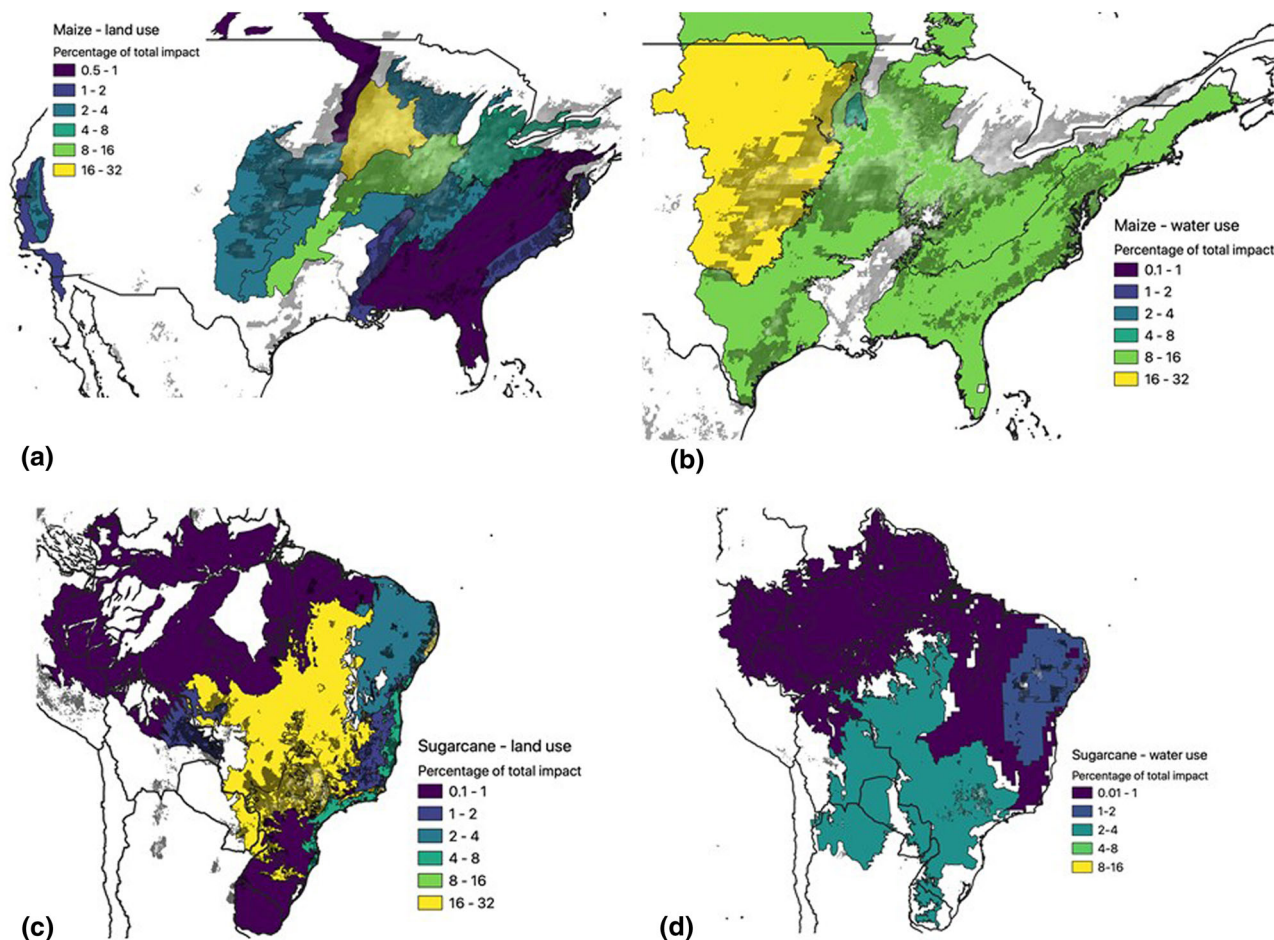 Maize - land use
Percentage of total impact
0.5 - 1
1 - 2
2 - 4
4 - 8
8 - 16
16 - 32
(a)
Maize - water use
Percentage of total impact
0.1 - 1
1 - 2
2 - 4
4 - 8
8 - 16
16 - 32
(b)
Sugarcane - land use
Percentage of total impact
0.1 - 1
1 - 2
2 - 4
4 - 8
8 - 16
16 - 32
(c)
Sugarcane - water use
Percentage of total impact
0.01 - 1
1-2
2-4
4-8
8-16
(d)